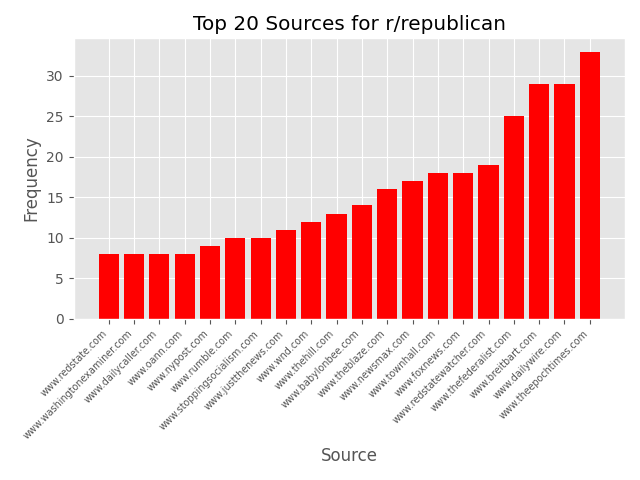 Top 20 Sources for r/republican
Frequency
30
25
20
15
10
5
0
www.redstate.com
www.washingtonexaminer.com
www.dailycaller.com
www.oann.com
www.nypost.com
www.rumble.com
www.stoppingsocialism.com
www.justthenews.com
www.wnd.com
www.thehill.com
www.babylonbee.com
www.theblaze.com
www.newsmax.com
www.townhall.com
www.foxnews.com
www.redstatewatcher.com
www.thefederalist.com
www.breitbart.com
www.dailywire.com
www.theepochtimes.com
Source